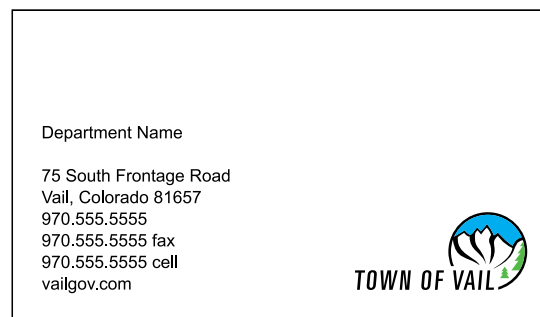 Department Name
75 South Frontage Road
Vail, Colorado 81657
970.555.5555
970.555.5555 fax
970.555.5555 cell
vailgov.com
TOWN OF VAIL